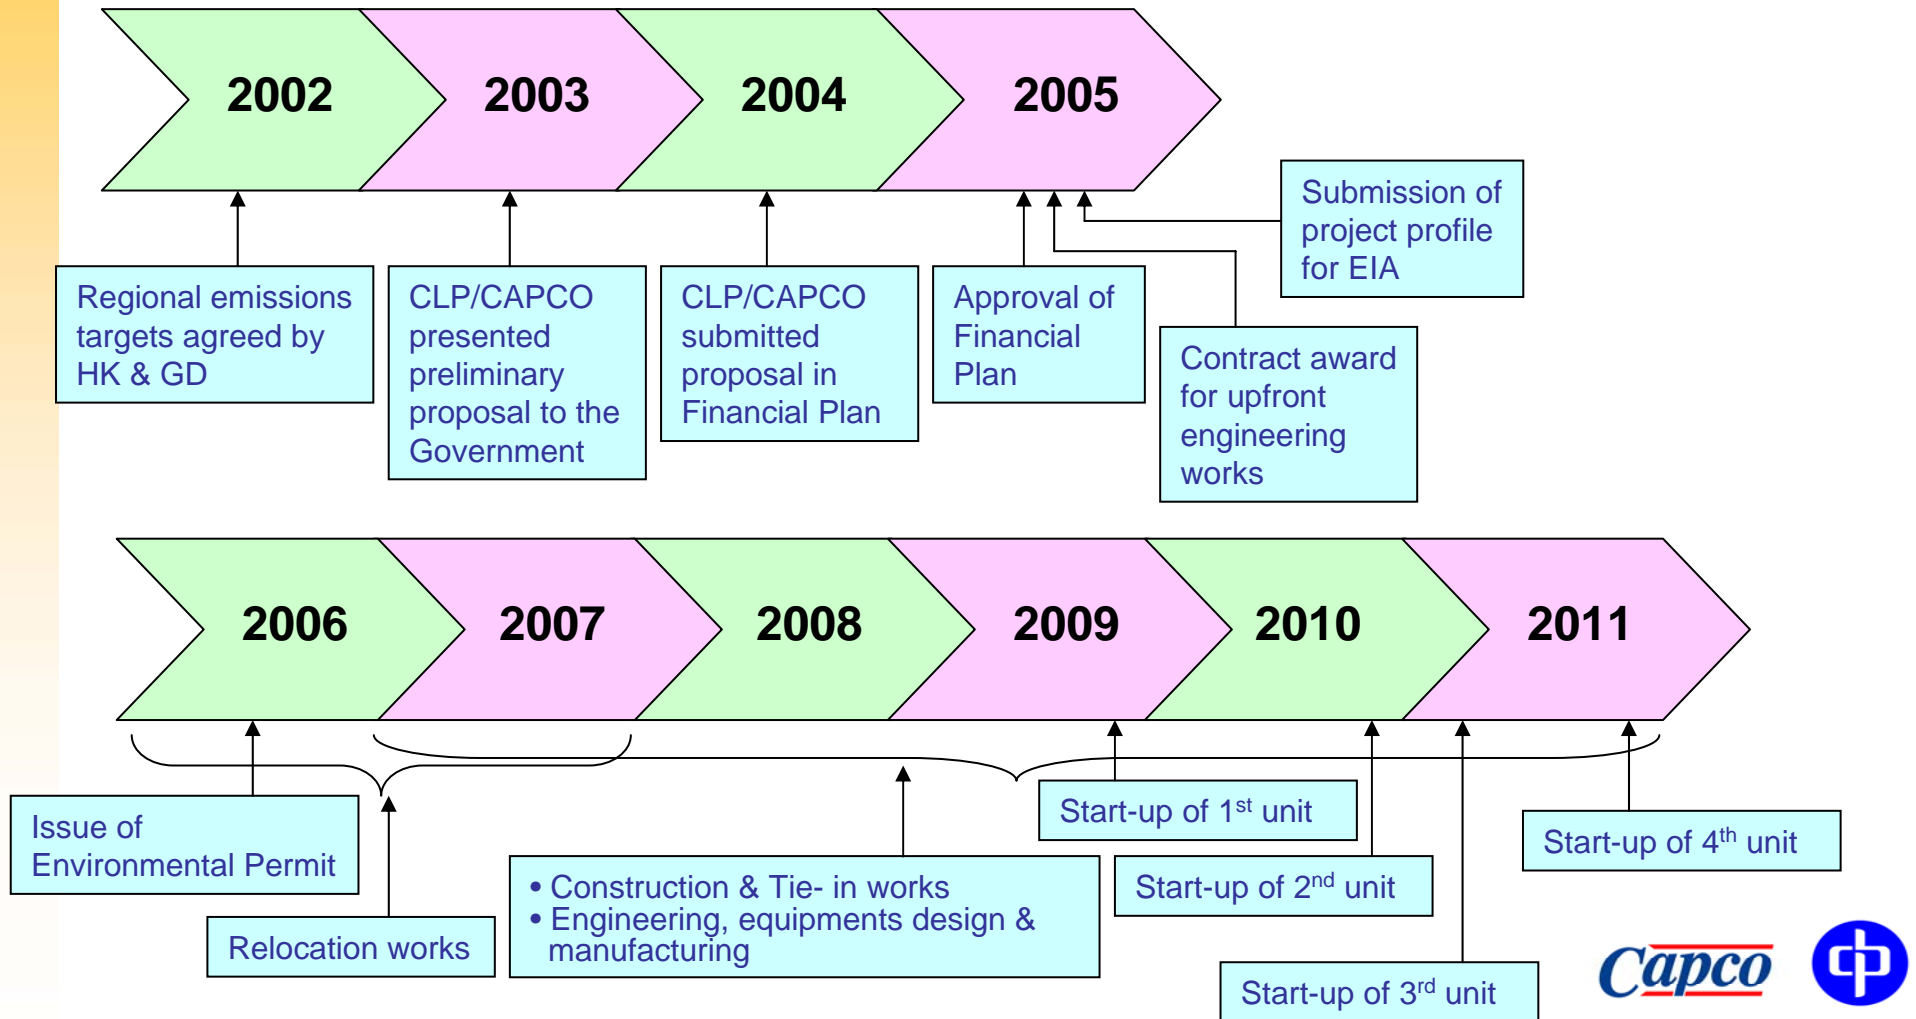 2002
2003
2004
2005
Regional emissions
targets agreed by
HK & GD
CLP/CAPCO
presented
preliminary
proposal to the
Government
CLP/CAPCO
submitted
proposal in
Financial Plan
Approval of
Financial
Plan
Contract award
for upfront
engineering
works
Submission of
project profile
for EIA
2006
2007
2008
2009
2010
2011
Issue of
Environmental Permit
Relocation works
• Construction & Tie- in works
• Engineering, equipments design &
manufacturing
Start-up of 1st unit
Start-up of 2nd unit
Start-up of 3rd unit
Start-up of 4th unit
Capco